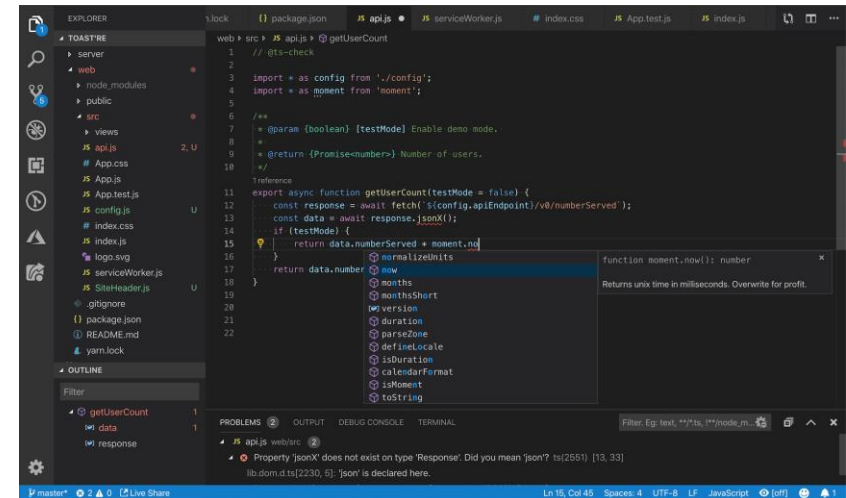 1
5
EXPLORER
TOAST'RE
server
web
node_modules
public
src
views
JS api.js 2, U
# App.css
JS App.js
JS App.test.js
JS config.js U
# index.css
JS index.js
logo.svg
JS serviceWorker.js
JS SiteHeader.js U
.gitignore
{} package.json
README.md
yarn.lock
OUTLINE
Filter
getUserCount 1
data 1
response
.lock {} package.json JS api.js JS serviceWorker.js # index.css JS App.test.js JS index.js
web src JS api.js getUserCount
1 // @ts-check
2
3 import * as config from './config';
4 import * as moment from 'moment';
5
6 /**
7 * @param {boolean} [testMode] Enable demo mode.
8 *
9 * @return {Promise<number>} Number of users.
10 */
1 reference
11 export async function getUserCount(testMode = false) {
12 const response = await fetch(`${config.apiEndpoint}/v0/numberServed`);
13 const data = await response.jsonX();
14 if (testMode) {
15 return data.numberServed * moment.no
16 }
17 return data.number
18 }
19
20
21
22
normalizeUnits
now
months
monthsShort
version
duration
parseZone
defineLocale
isDuration
calendarFormat
isMoment
toString
function moment.now(): number ×
Returns unix time in milliseconds. Overwrite for profit.
PROBLEMS 2 OUTPUT DEBUG CONSOLE TERMINAL Filter. Eg: text, **/*.ts, !**/node_m...
JS api.js web/src 2
Property 'jsonX' does not exist on type 'Response'. Did you mean 'json'? ts(2551) [13, 33]
lib.dom.d.ts[2230, 5]: 'json' is declared here.
master* 2 0 Live Share Ln 15, Col 45 Spaces: 4 UTF-8 LF JavaScript [off] 1